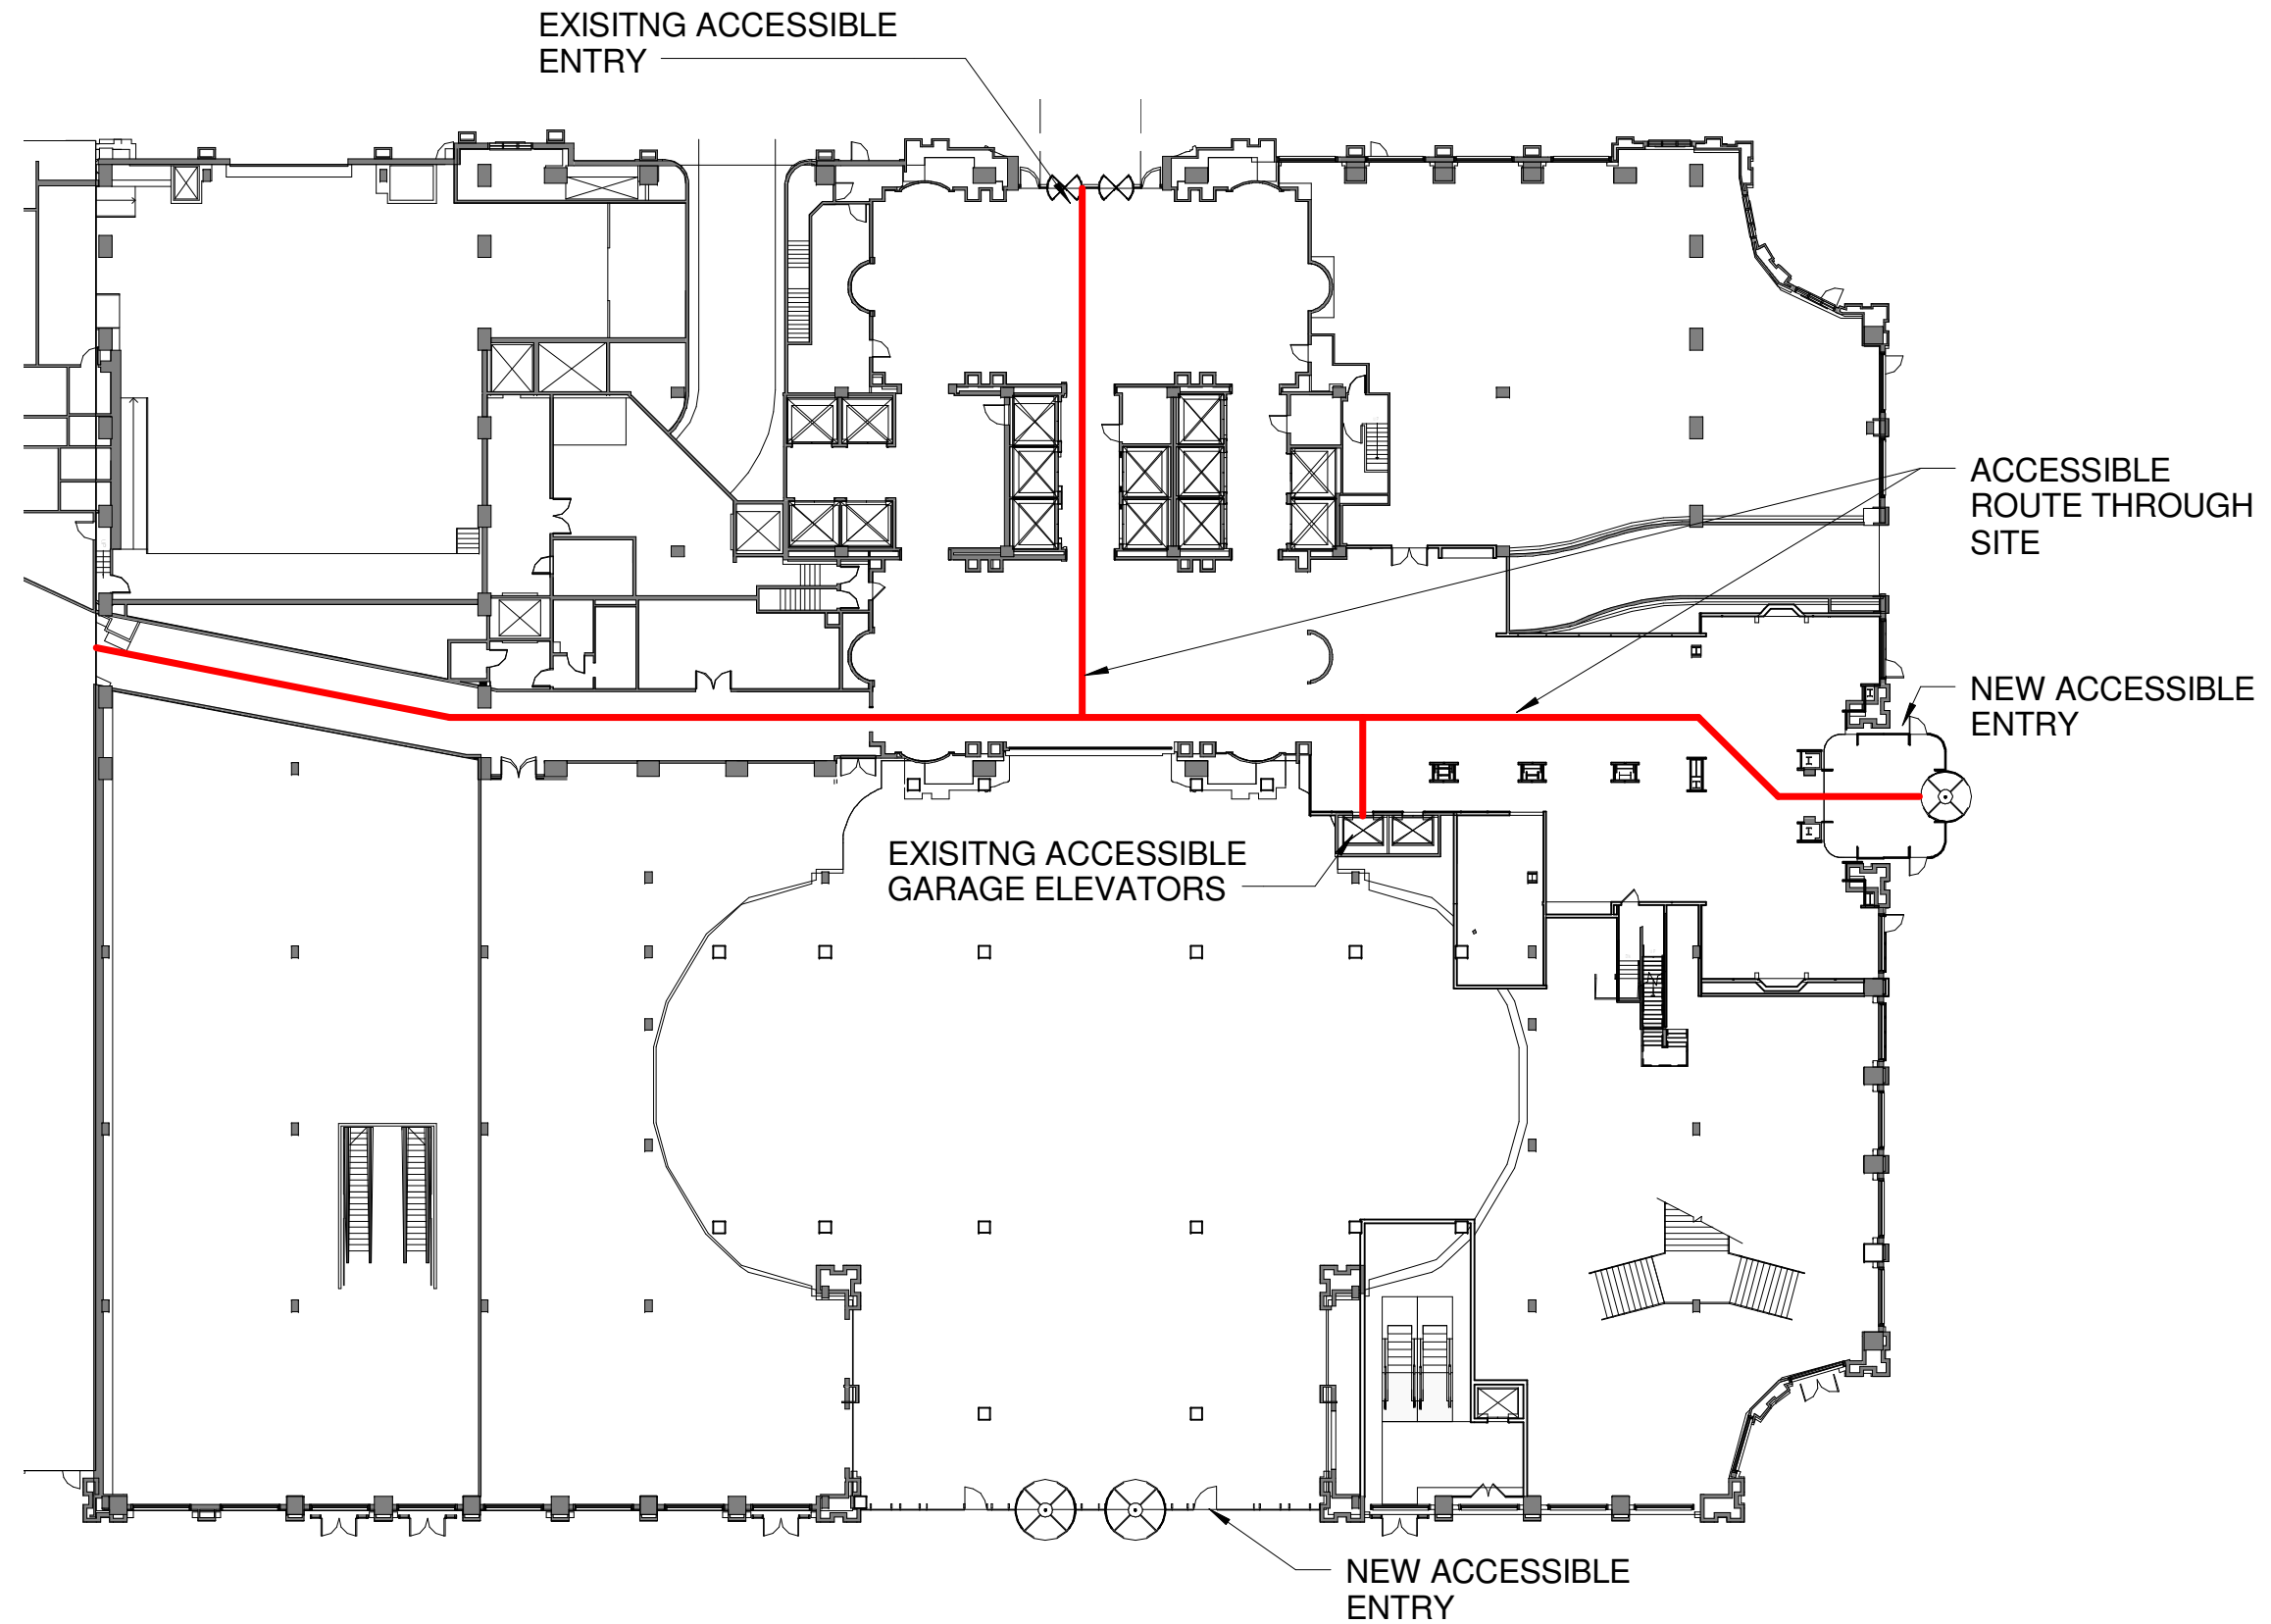 EXISITNG ACCESSIBLE
ENTRY
ACCESSIBLE
ROUTE THROUGH
SITE
NEW ACCESSIBLE
ENTRY
EXISITNG ACCESSIBLE
GARAGE ELEVATORS
NEW ACCESSIBLE
ENTRY